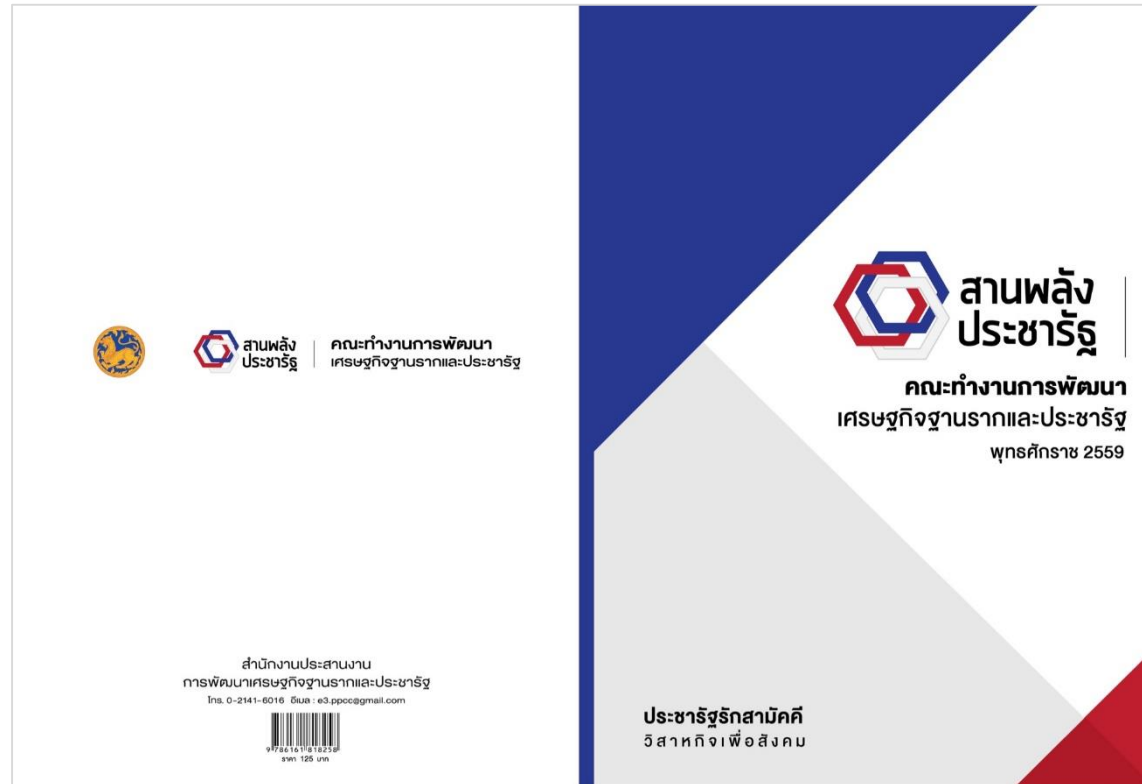 สานพลัง
ประชารัฐ
คณะทำงานการพัฒนา
เศรษฐกิจฐานรากและประชารัฐ
สำนักงานประสานงาน
การพัฒนาเศรษฐกิจฐานรากและประชารัฐ
โทร. 0-2141-6016 อีเมล : e3.ppcc@gmail.com
9 786161 818258
ราคา 125 บาท
สานพลัง
ประชารัฐ
คณะทำงานการพัฒนา
เศรษฐกิจฐานรากและประชารัฐ
พุทธศักราช 2559
ประชารัฐรักสามัคคี
วิสาหกิจเพื่อสังคม